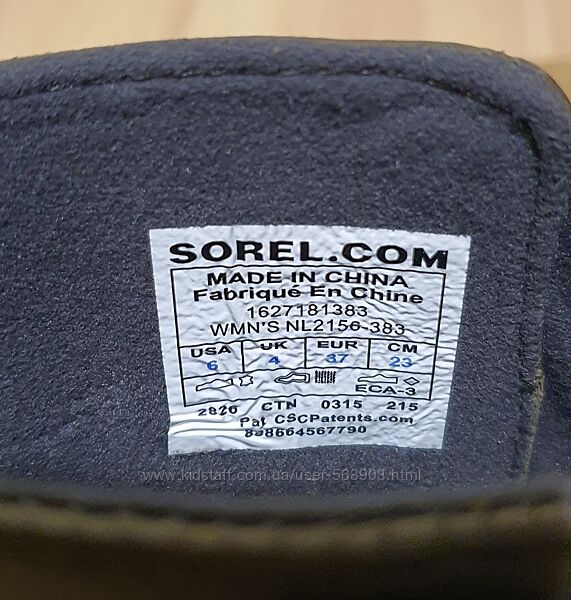 SOREL.COM
MADE IN CHINA
Fabriqué En Chine
1627181383
WMN'S NL2156-383
USA UK EUR CM
6 4 37 23
ECA-3
2820 CTN 0315 215
Pat CSCPatents.com
888664567790
www.kidstaff.com.ua/user-568903.html